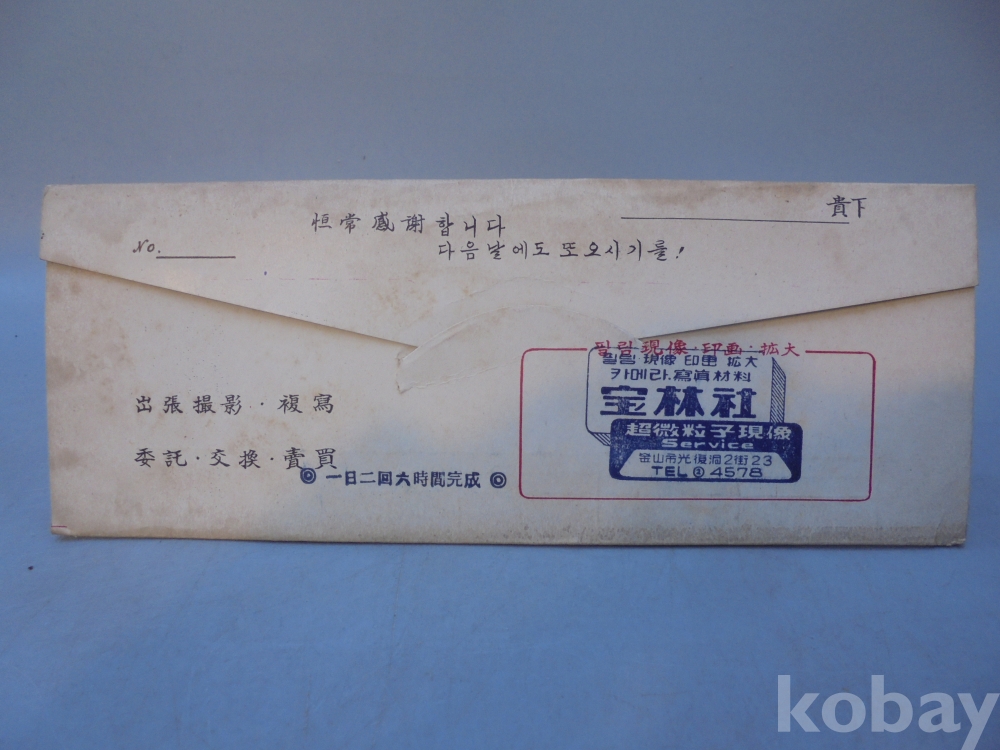 貴下
恒常感謝합니다
No.
다음날에도 또오시기를!
필림·現像·印画·拡大
필림·現像 印画 拡大
카메라.寫眞材料
宝林社
超微粒子現像
Service
釜山市光復洞2街23
TEL② 4578
出張撮影·複寫
委託·交換·賣買
◎ 一日二回六時間完成 ◎
kobay